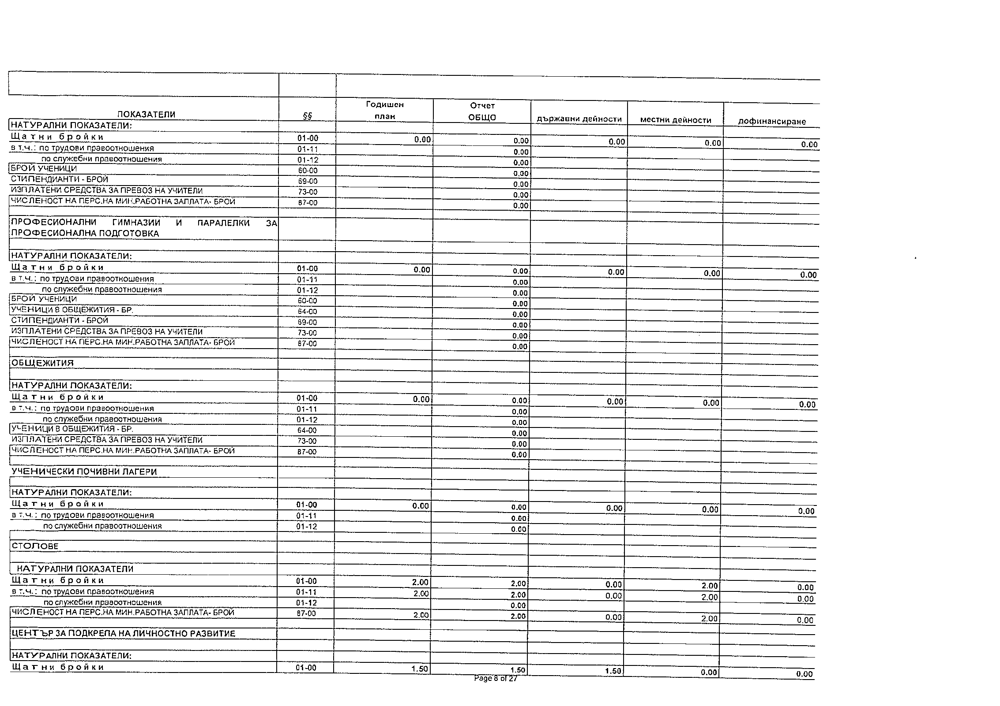 Годишен Отчет
ПОКАЗАТЕЛИ §§ план ОБЩО държавни дейности местни дейности дофинансиране
НАТУРАЛНИ ПОКАЗАТЕЛИ:
Щатни бройки 01-00 0.00 0.00 0.00 0.00 0.00
в т.ч.: по трудови правоотношения 01-11 0.00
по служебни правоотношения 01-12 0.00
БРОЙ УЧЕНИЦИ 60-00 0.00
СТИПЕНДИАНТИ - БРОЙ 69-00 0.00
ИЗПЛАТЕНИ СРЕДСТВА ЗА ПРЕВОЗ НА УЧИТЕЛИ 73-00 0.00
ЧИСЛЕНОСТ НА ПЕРС.НА МИН.РАБОТНА ЗАПЛАТА- БРОЙ 87-00 0.00
ПРОФЕСИОНАЛНИ ГИМНАЗИИ И ПАРАЛЕЛКИ ЗА
ПРОФЕСИОНАЛНА ПОДГОТОВКА
НАТУРАЛНИ ПОКАЗАТЕЛИ:
Щатни бройки 01-00 0.00 0.00 0.00 0.00 0.00
в т.ч.: по трудови правоотношения 01-11 0.00
по служебни правоотношения 01-12 0.00
БРОЙ УЧЕНИЦИ 60-00 0.00
УЧЕНИЦИ В ОБЩЕЖИТИЯ - БР. 64-00 0.00
СТИПЕНДИАНТИ - БРОЙ 69-00 0.00
ИЗПЛАТЕНИ СРЕДСТВА ЗА ПРЕВОЗ НА УЧИТЕЛИ 73-00 0.00
ЧИСЛЕНОСТ НА ПЕРС.НА МИН.РАБОТНА ЗАПЛАТА- БРОЙ 87-00 0.00
ОБЩЕЖИТИЯ
НАТУРАЛНИ ПОКАЗАТЕЛИ:
Щатни бройки 01-00 0.00 0.00 0.00 0.00 0.00
в т.ч.: по трудови правоотношения 01-11 0.00
по служебни правоотношения 01-12 0.00
УЧЕНИЦИ В ОБЩЕЖИТИЯ - БР. 64-00 0.00
ИЗПЛАТЕНИ СРЕДСТВА ЗА ПРЕВОЗ НА УЧИТЕЛИ 73-00 0.00
ЧИСЛЕНОСТ НА ПЕРС.НА МИН.РАБОТНА ЗАПЛАТА- БРОЙ 87-00 0.00
УЧЕНИЧЕСКИ ПОЧИВНИ ЛАГЕРИ
НАТУРАЛНИ ПОКАЗАТЕЛИ:
Щатни бройки 01-00 0.00 0.00 0.00 0.00 0.00
в т.ч.: по трудови правоотношения 01-11 0.00
по служебни правоотношения 01-12 0.00
СТОЛОВЕ
НАТУРАЛНИ ПОКАЗАТЕЛИ
Щатни бройки 01-00 2.00 2.00 0.00 2.00 0.00
в т.ч.: по трудови правоотношения 01-11 2.00 2.00 0.00 2.00 0.00
по служебни правоотношения 01-12 0.00
ЧИСЛЕНОСТ НА ПЕРС.НА МИН.РАБОТНА ЗАПЛАТА- БРОЙ 87-00 2.00 2.00 0.00 2.00 0.00
ЦЕНТЪР ЗА ПОДКРЕПА НА ЛИЧНОСТНО РАЗВИТИЕ
НАТУРАЛНИ ПОКАЗАТЕЛИ:
Щатни бройки 01-00 1.50 1.50 1.50 0.00 0.00
Page 8 of 27